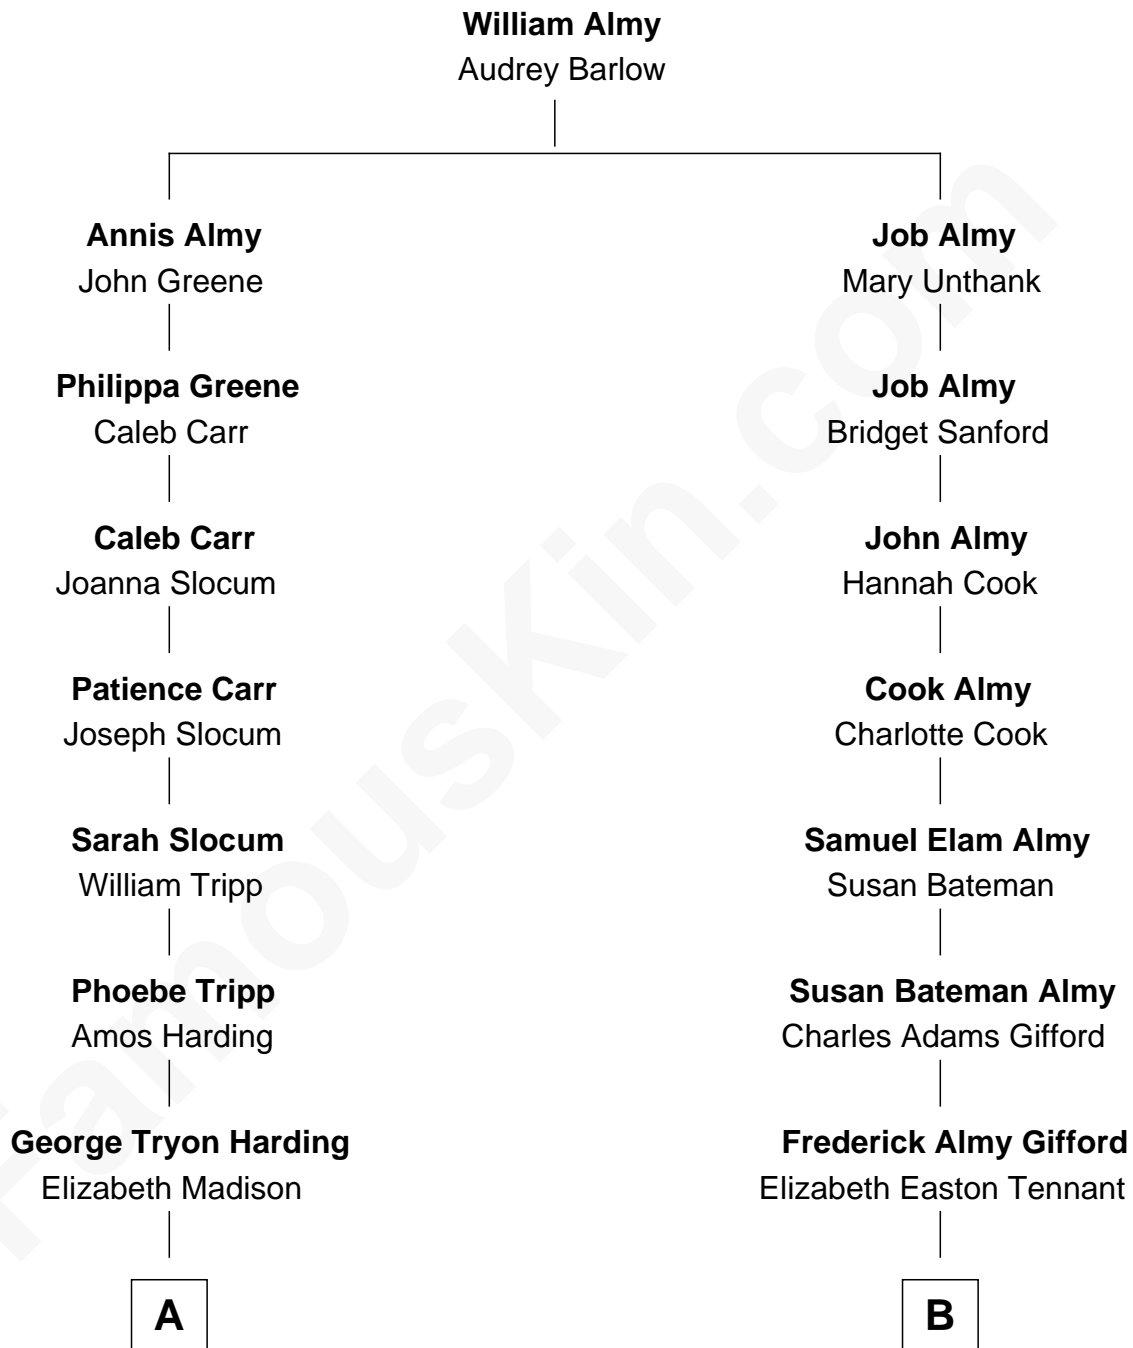 William Almy
Audrey Barlow
Annis Almy
John Greene
Philippa Greene
Caleb Carr
Caleb Carr
Joanna Slocum
Patience Carr
Joseph Slocum
Sarah Slocum
William Tripp
Phoebe Tripp
Amos Harding
George Tryon Harding
Elizabeth Madison
A
Job Almy
Mary Unthank
Job Almy
Bridget Sanford
John Almy
Hannah Cook
Cook Almy
Charlotte Cook
Samuel Elam Almy
Susan Bateman
Susan Bateman Almy
Charles Adams Gifford
Frederick Almy Gifford
Elizabeth Easton Tennant
B
FamousKin.com